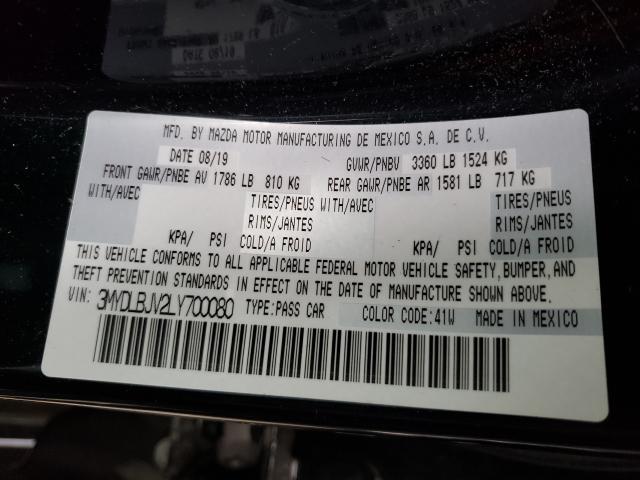 MFD. BY MAZDA MOTOR MANUFACTURING DE MEXICO S.A. DE C.V.
DATE 08/19 GVWR/PNBV 3360 LB 1524 KG
FRONT GAWR/PNBE AV 1786 LB 810 KG REAR GAWR/PNBE AR 1581 LB 717 KG
WITH/AVEC TIRES/PNEUS WITH/AVEC TIRES/PNEUS
RIMS/JANTES RIMS/JANTES
KPA/ PSI COLD/A FROID KPA/ PSI COLD/A FROID
THIS VEHICLE CONFORMS TO ALL APPLICABLE FEDERAL MOTOR VEHICLE SAFETY, BUMPER, AND
THEFT PREVENTION STANDARDS IN EFFECT ON THE DATE OF MANUFACTURE SHOWN ABOVE.
VIN: 3MYDLBJV2LY700080 TYPE:PASS CAR COLOR CODE:41W MADE IN MEXICO